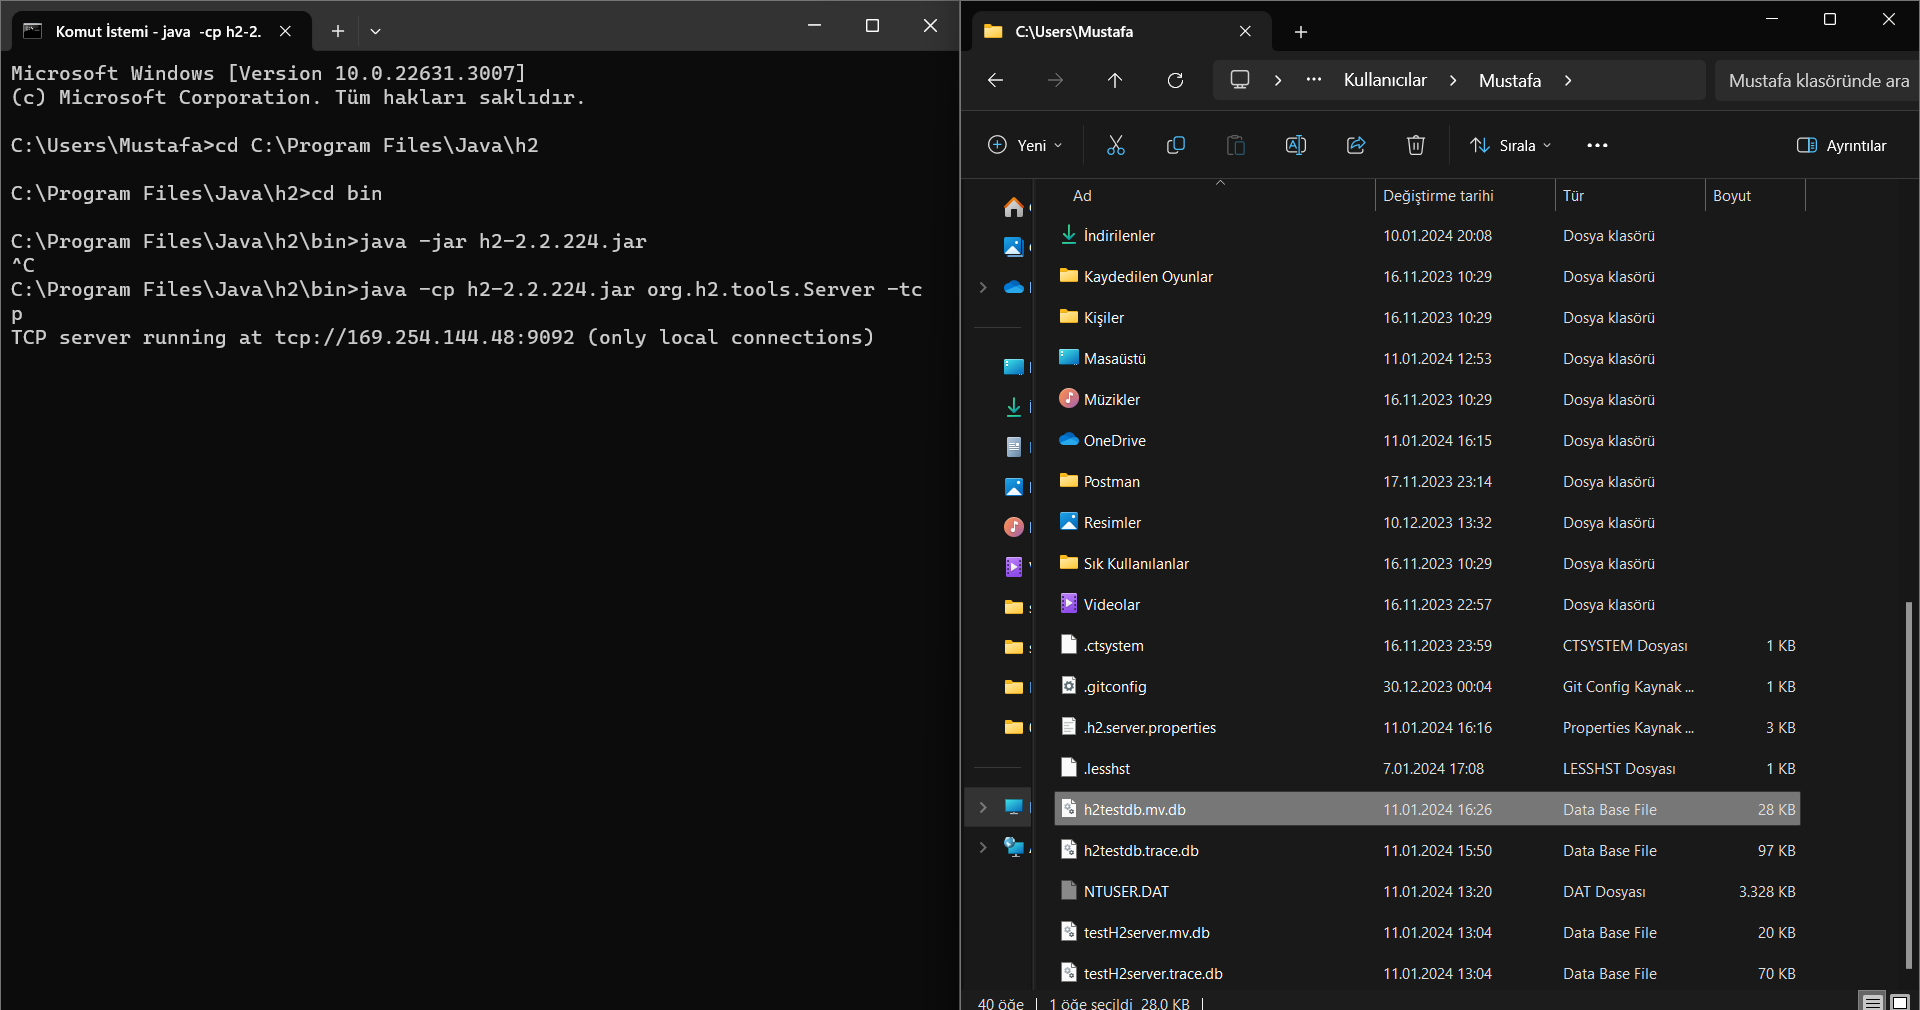 Komut İstemi - java  -cp h2-2.
Microsoft Windows [Version 10.0.22631.3007]
(c) Microsoft Corporation. Tüm hakları saklıdır.
C:\Users\Mustafa>cd C:\Program Files\Java\h2
C:\Program Files\Java\h2>cd bin
C:\Program Files\Java\h2\bin>java -jar h2-2.2.224.jar
^C
C:\Program Files\Java\h2\bin>java -cp h2-2.2.224.jar org.h2.tools.Server -tc
p
TCP server running at tcp://169.254.144.48:9092 (only local connections)
C:\Users\Mustafa
Kullanıcılar > Mustafa >
Mustafa klasöründe ara
Yeni
Sırala
Ayrıntılar
Ad Değiştirme tarihi Tür Boyut
İndirilenler 10.01.2024 20:08 Dosya klasörü
Kaydedilen Oyunlar 16.11.2023 10:29 Dosya klasörü
Kişiler 16.11.2023 10:29 Dosya klasörü
Masaüstü 11.01.2024 12:53 Dosya klasörü
Müzikler 16.11.2023 10:29 Dosya klasörü
OneDrive 11.01.2024 16:15 Dosya klasörü
Postman 17.11.2023 23:14 Dosya klasörü
Resimler 10.12.2023 13:32 Dosya klasörü
Sık Kullanılanlar 16.11.2023 10:29 Dosya klasörü
Videolar 16.11.2023 22:57 Dosya klasörü
.ctsystem 16.11.2023 23:59 CTSYSTEM Dosyası 1 KB
.gitconfig 30.12.2023 00:04 Git Config Kaynak ... 1 KB
.h2.server.properties 11.01.2024 16:16 Properties Kaynak ... 3 KB
.lesshst 7.01.2024 17:08 LESSHST Dosyası 1 KB
h2testdb.mv.db 11.01.2024 16:26 Data Base File 28 KB
h2testdb.trace.db 11.01.2024 15:50 Data Base File 97 KB
NTUSER.DAT 11.01.2024 13:20 DAT Dosyası 3.328 KB
testH2server.mv.db 11.01.2024 13:04 Data Base File 20 KB
testH2server.trace.db 11.01.2024 13:04 Data Base File 70 KB
40 öğe | 1 öğe seçildi 28,0 KB |